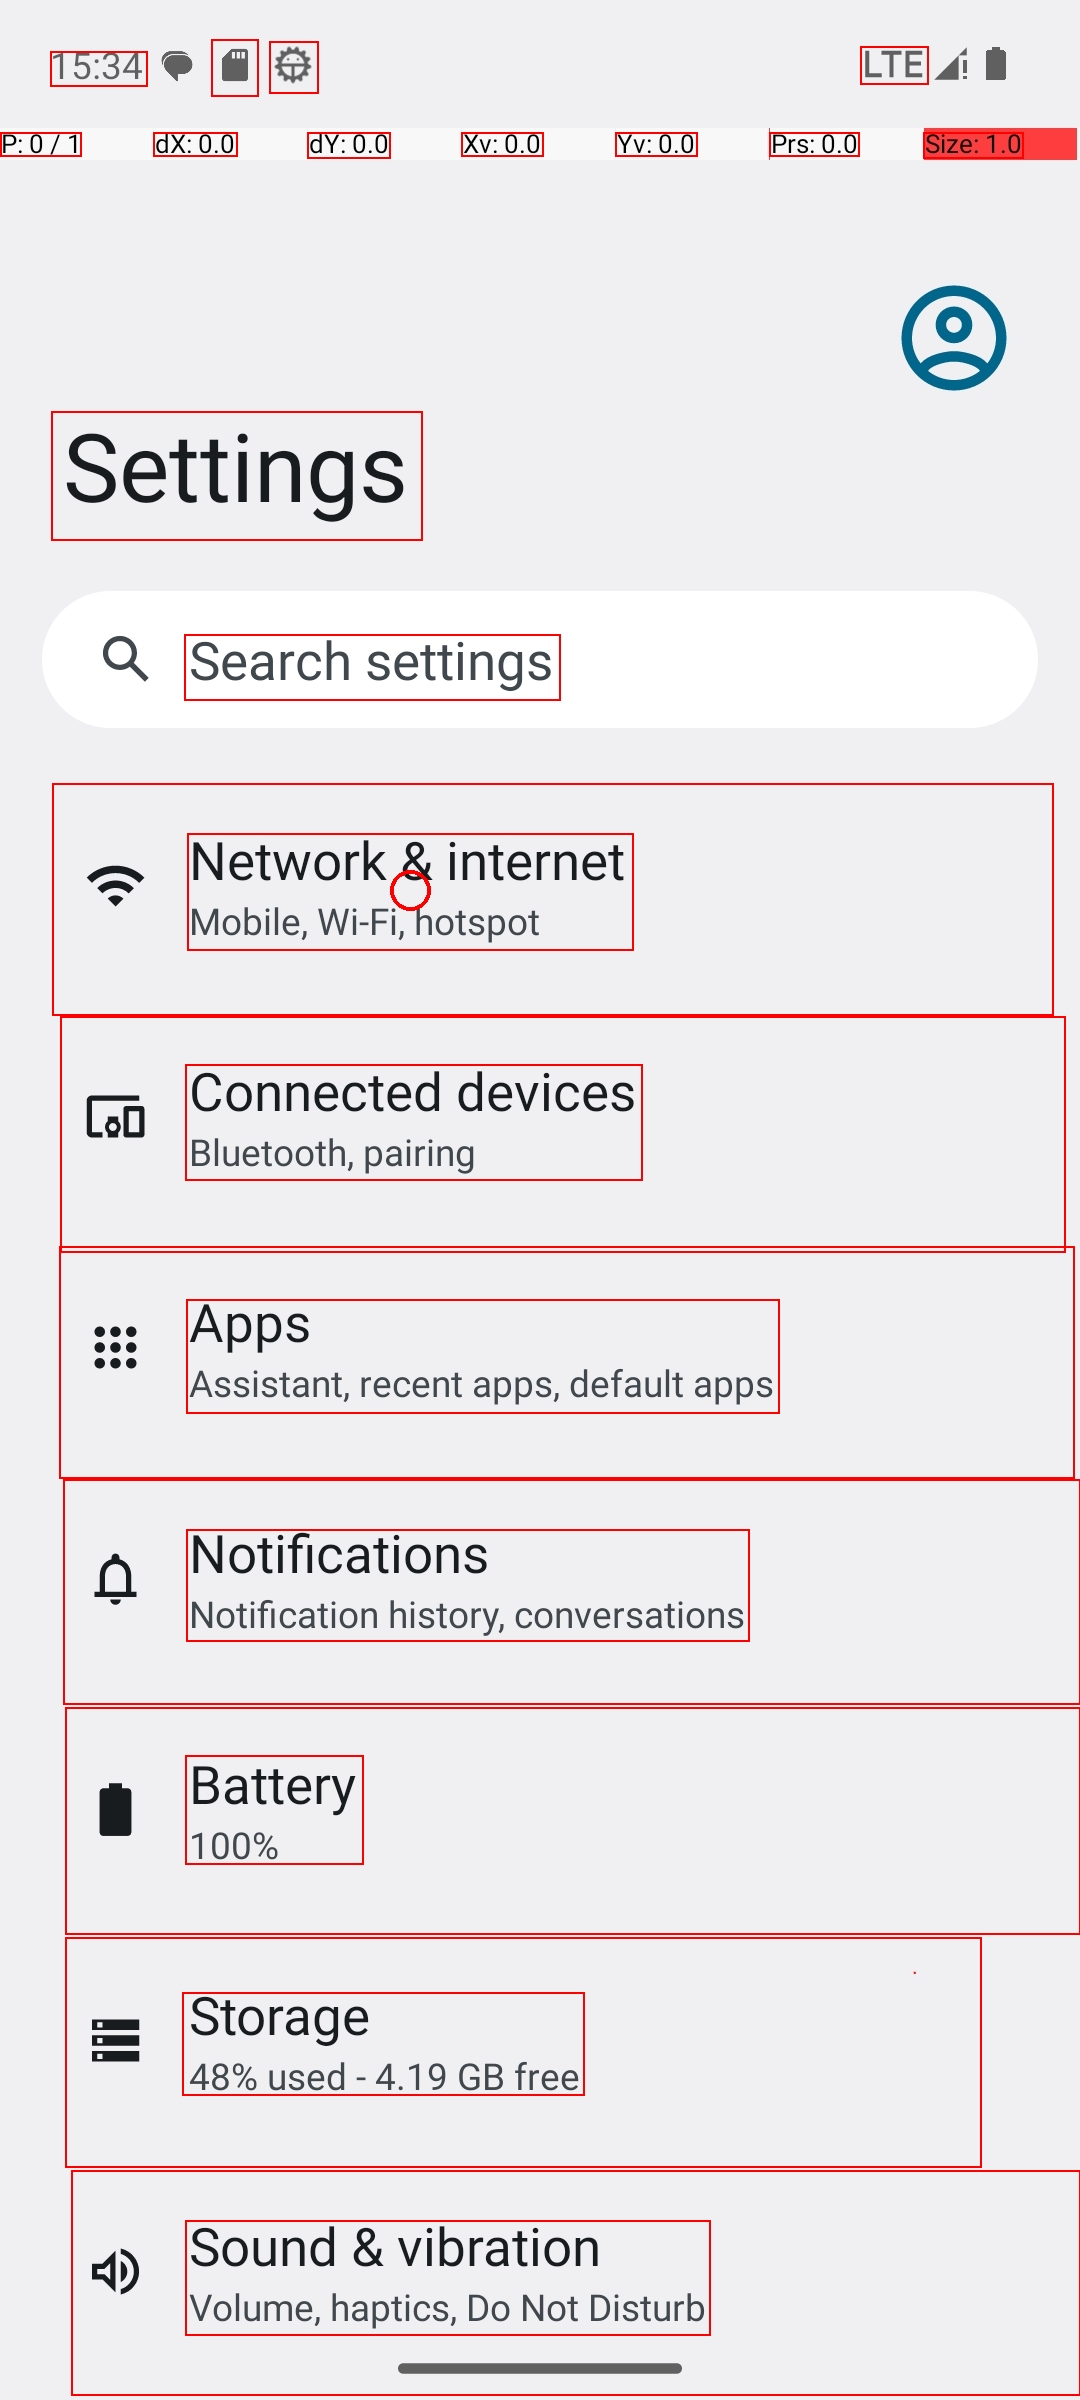 15:34 LTE
P: 0 / 1 dX: 0.0 dY: 0.0 Xv: 0.0 Yv: 0.0 Prs: 0.0 Size: 1.0
Settings
Search settings
Network & internet
Mobile, Wi-Fi, hotspot
Connected devices
Bluetooth, pairing
Apps
Assistant, recent apps, default apps
Notifications
Notification history, conversations
Battery
100%
Storage
48% used - 4.19 GB free
Sound & vibration
Volume, haptics, Do Not Disturb